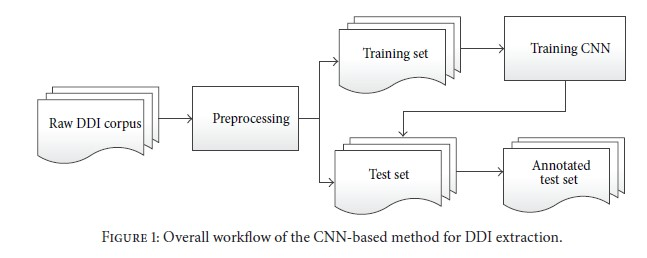 Raw DDI corpus
Preprocessing
Training set
Training CNN
Test set
Annotated
test set
FIGURE 1: Overall workflow of the CNN-based method for DDI extraction.